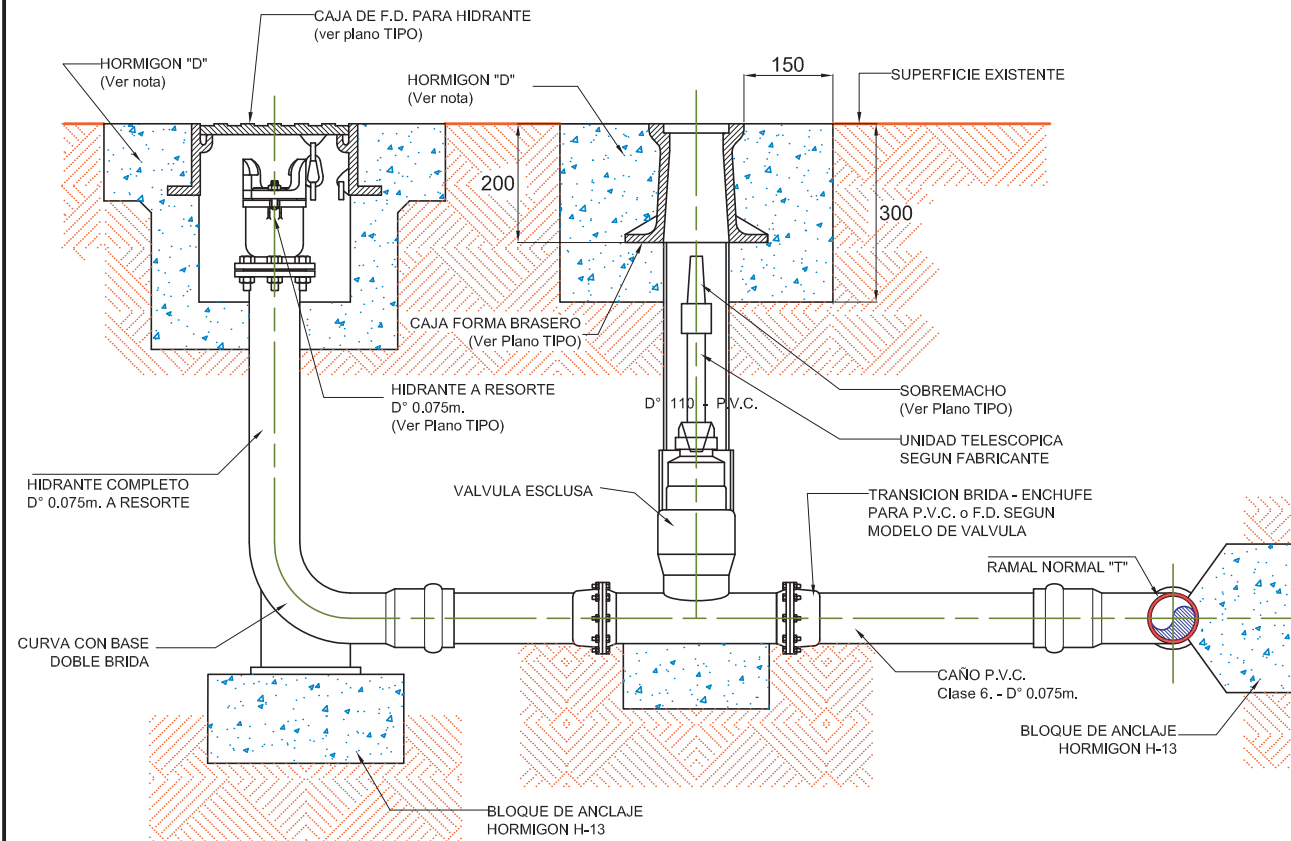 CAJA DE F.D. PARA HIDRANTE
(ver plano TIPO)
HORMIGON "D"
(Ver nota)
HORMIGON "D"
(Ver nota)
150
SUPERFICIE EXISTENTE
200
300
CAJA FORMA BRASERO
(Ver Plano TIPO)
HIDRANTE A RESORTE
D° 0.075m.
(Ver Plano TIPO)
D° 110 - P.V.C.
SOBREMACHO
(Ver Plano TIPO)
UNIDAD TELESCOPICA
SEGUN FABRICANTE
HIDRANTE COMPLETO
D° 0.075m. A RESORTE
VALVULA ESCLUSA
TRANSICION BRIDA - ENCHUFE
PARA P.V.C. o F.D. SEGUN
MODELO DE VALVULA
RAMAL NORMAL "T"
CURVA CON BASE
DOBLE BRIDA
CAÑO P.V.C.
Clase 6. - D° 0.075m.
BLOQUE DE ANCLAJE
HORMIGON H-13
BLOQUE DE ANCLAJE
HORMIGON H-13